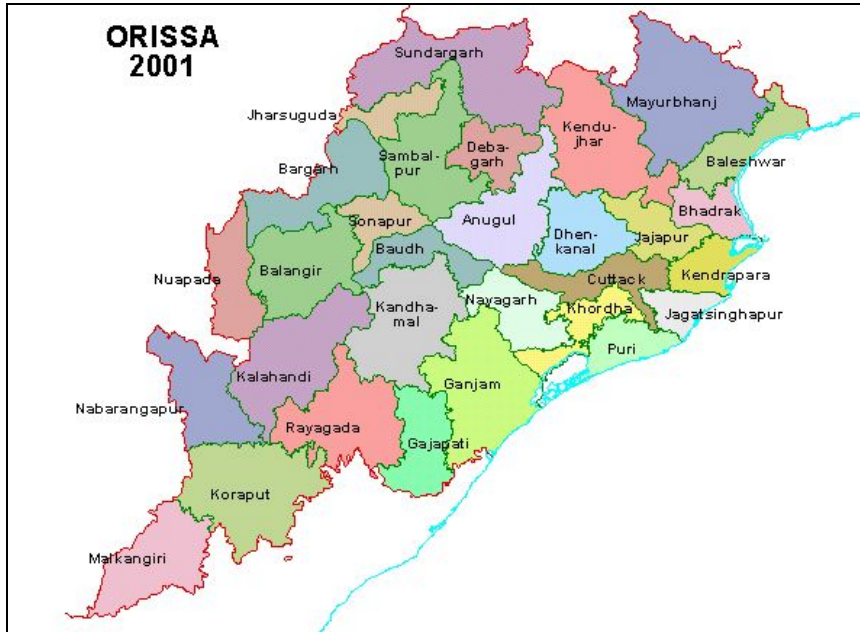 ORISSA
2001
Sundargarh
Jharsuguda
Mayurbhanj
Kendu-
jhar
Sambal-
pur
Deba-
garh
Baleshwar
Bargarh
Bhadrak
Sonapur
Anugul
Dhen-
kanal
Jajapur
Baudh
Nuapada
Balangir
Cuttack
Kendrapara
Kandha-
mal
Nayagarh
Khordha
Jagatsinghapur
Puri
Kalahandi
Ganjam
Nabarangapur
Rayagada
Gajapati
Koraput
Malkangiri